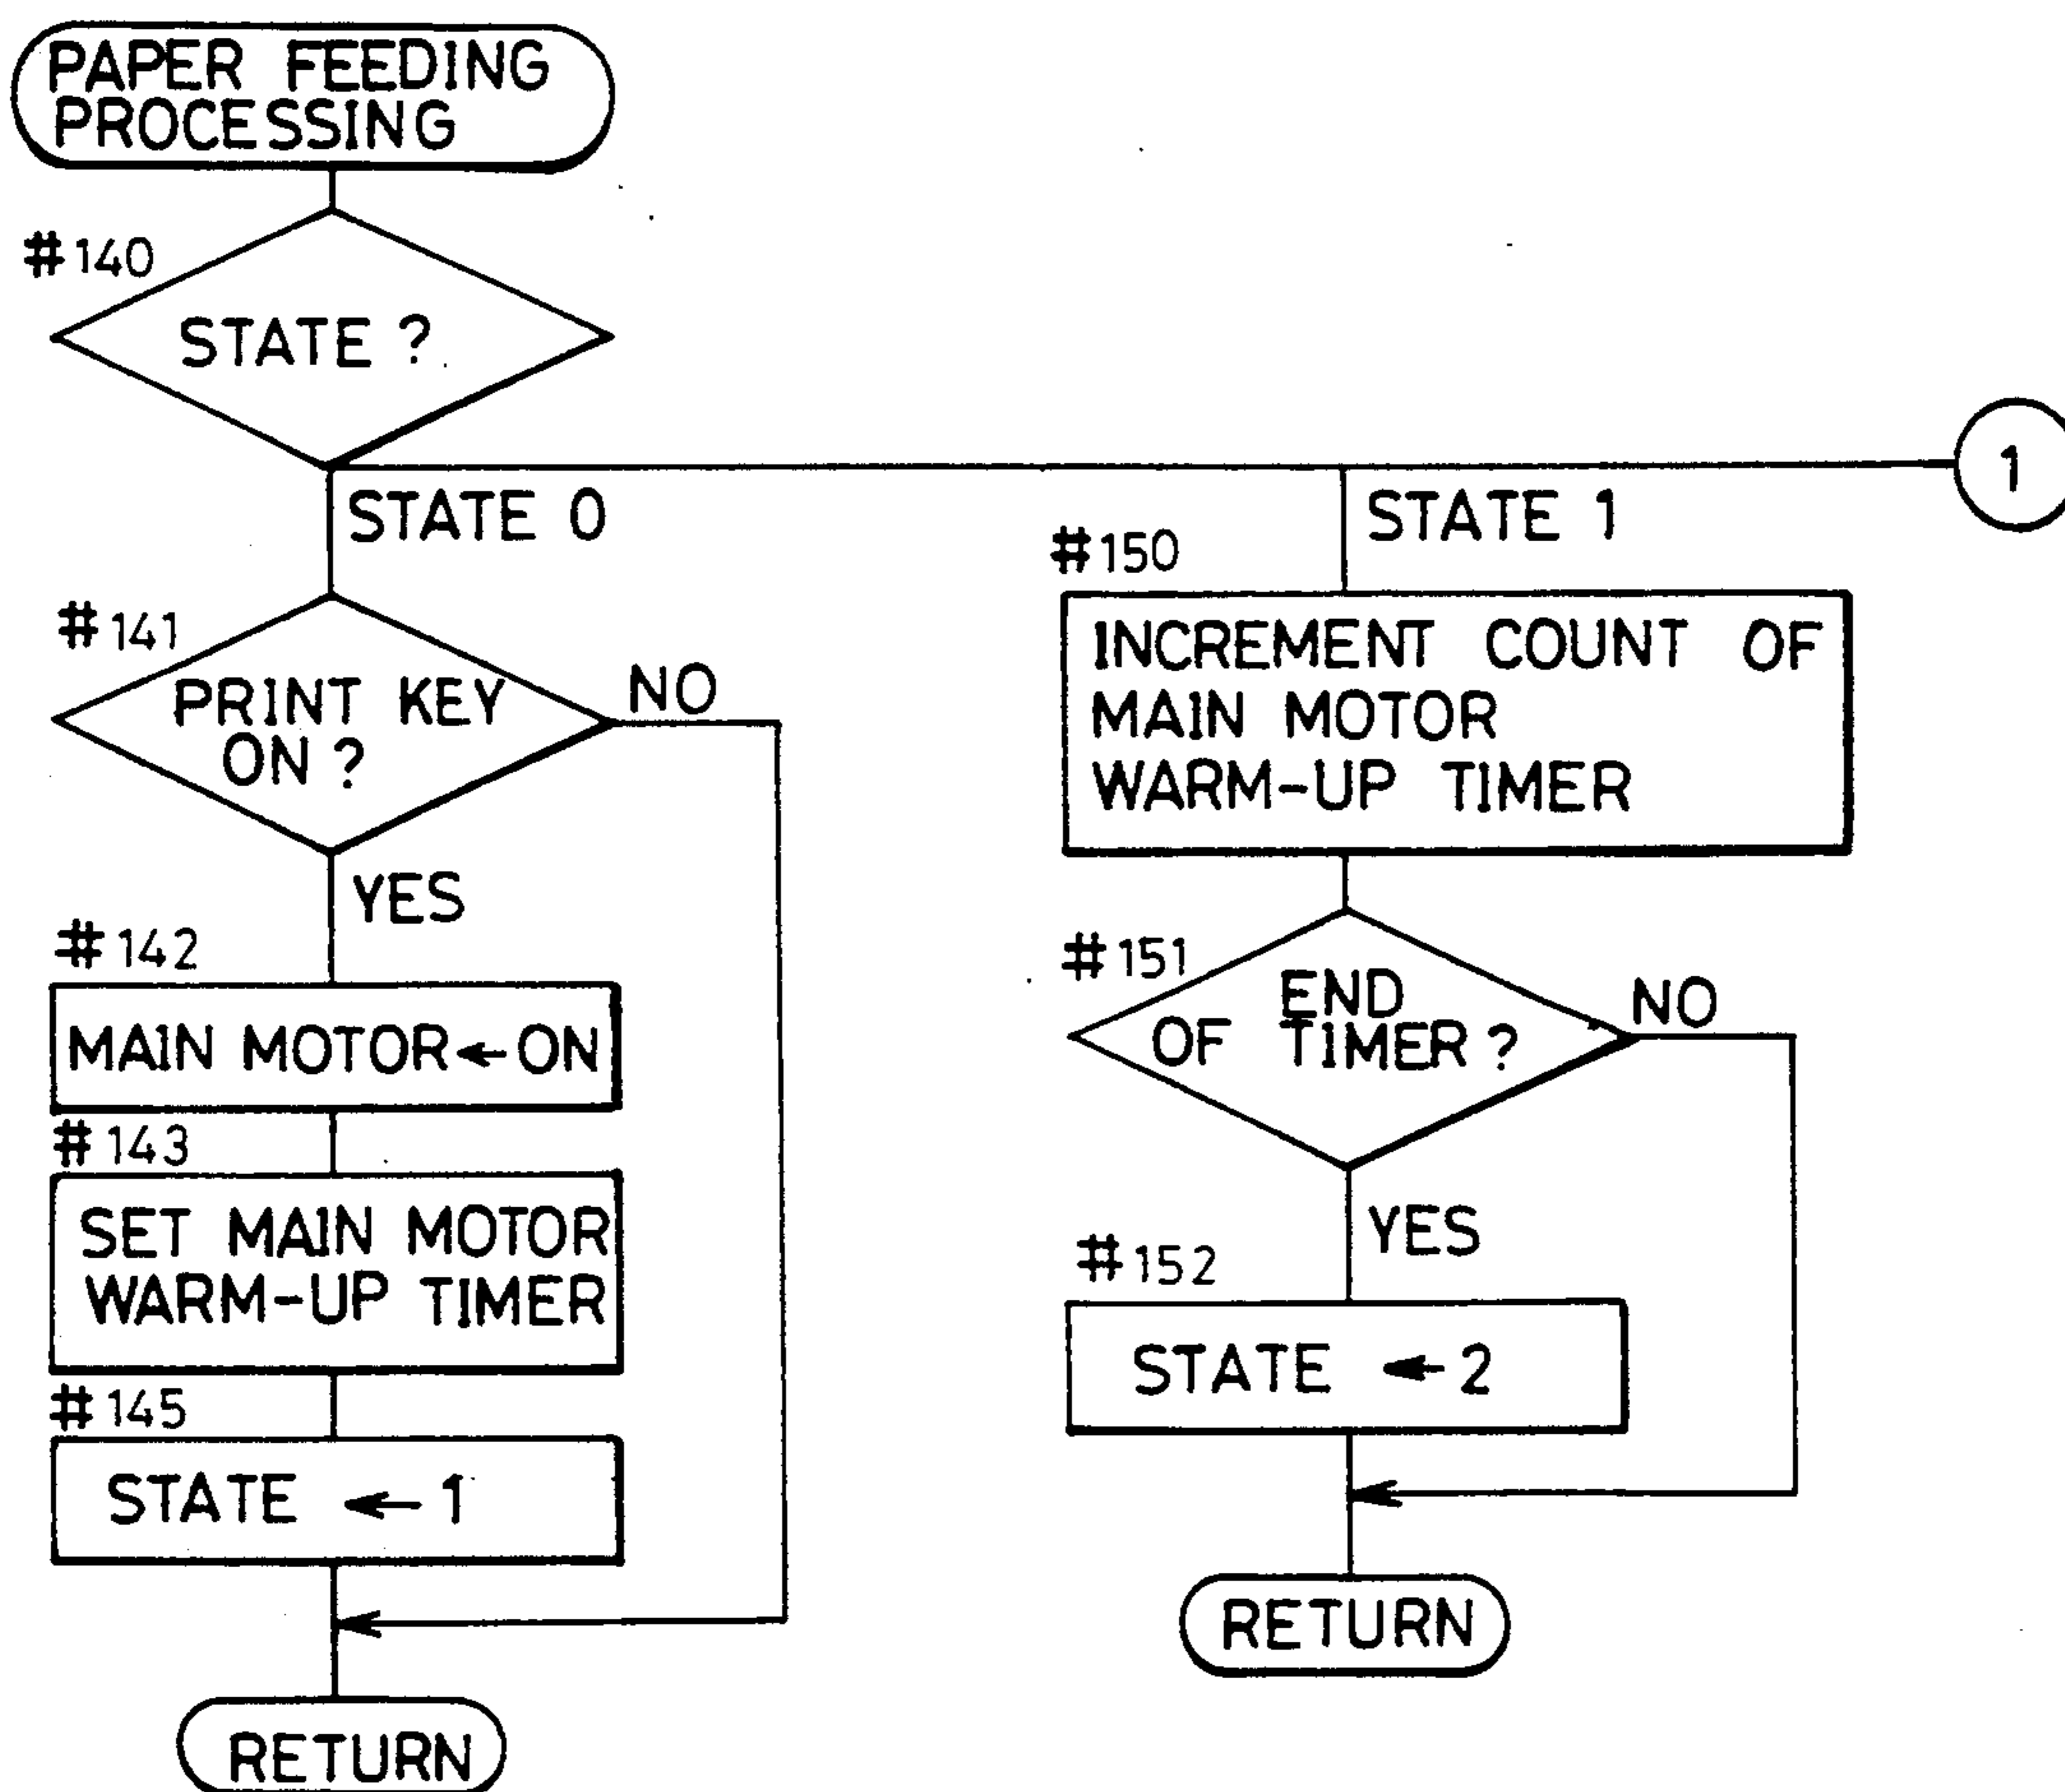 PAPER FEEDING
PROCESSING
#140
STATE ?
STATE 0
#141
PRINT KEY
ON ?
NO
YES
#142
MAIN MOTOR ← ON
#143
SET MAIN MOTOR
WARM-UP TIMER
#145
STATE ← 1
RETURN
1
STATE 1
#150
INCREMENT COUNT OF
MAIN MOTOR
WARM-UP TIMER
#151
END
OF TIMER ?
NO
YES
#152
STATE ← 2
RETURN